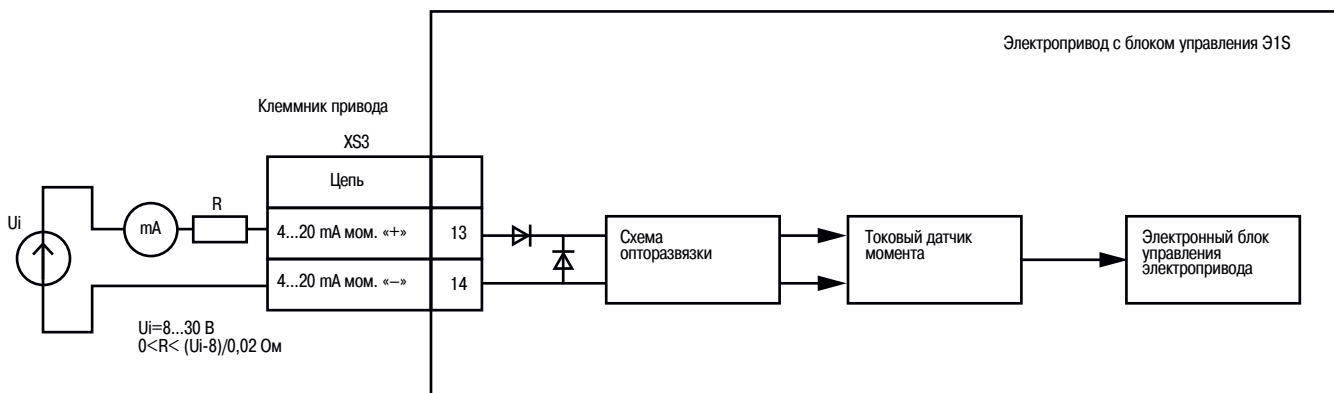 Электропривод с блоком управления Э1S
Клеммник привода
XS3
Цепь
Ui
mA
R
4...20 mA мом. «+»
13
4...20 mA мом. «–»
14
Схема
опторазвязки
Токовый датчик
момента
Электронный блок
управления
электропривода
Ui=8...30 В
0<R< (Ui-8)/0,02 Ом